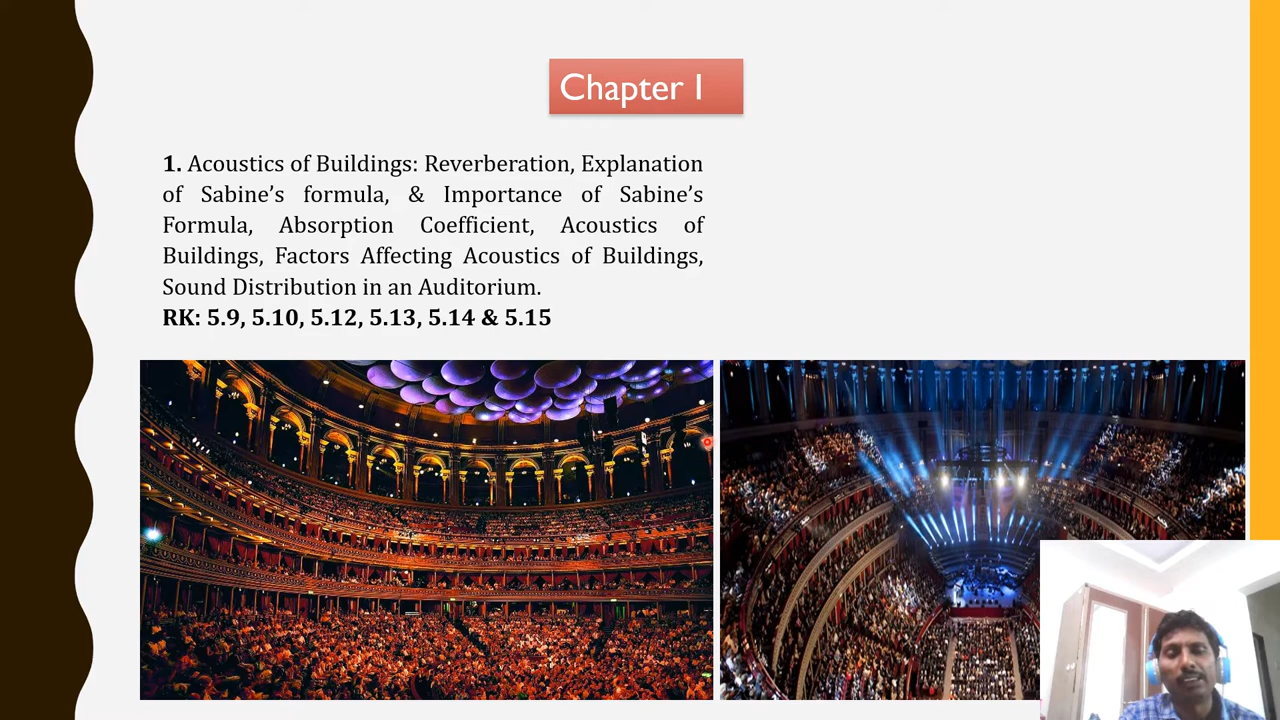 Chapter 1
1. Acoustics of Buildings: Reverberation, Explanation
of Sabine’s formula, & Importance of Sabine’s
Formula, Absorption Coefficient, Acoustics of
Buildings, Factors Affecting Acoustics of Buildings,
Sound Distribution in an Auditorium.
RK: 5.9, 5.10, 5.12, 5.13, 5.14 & 5.15